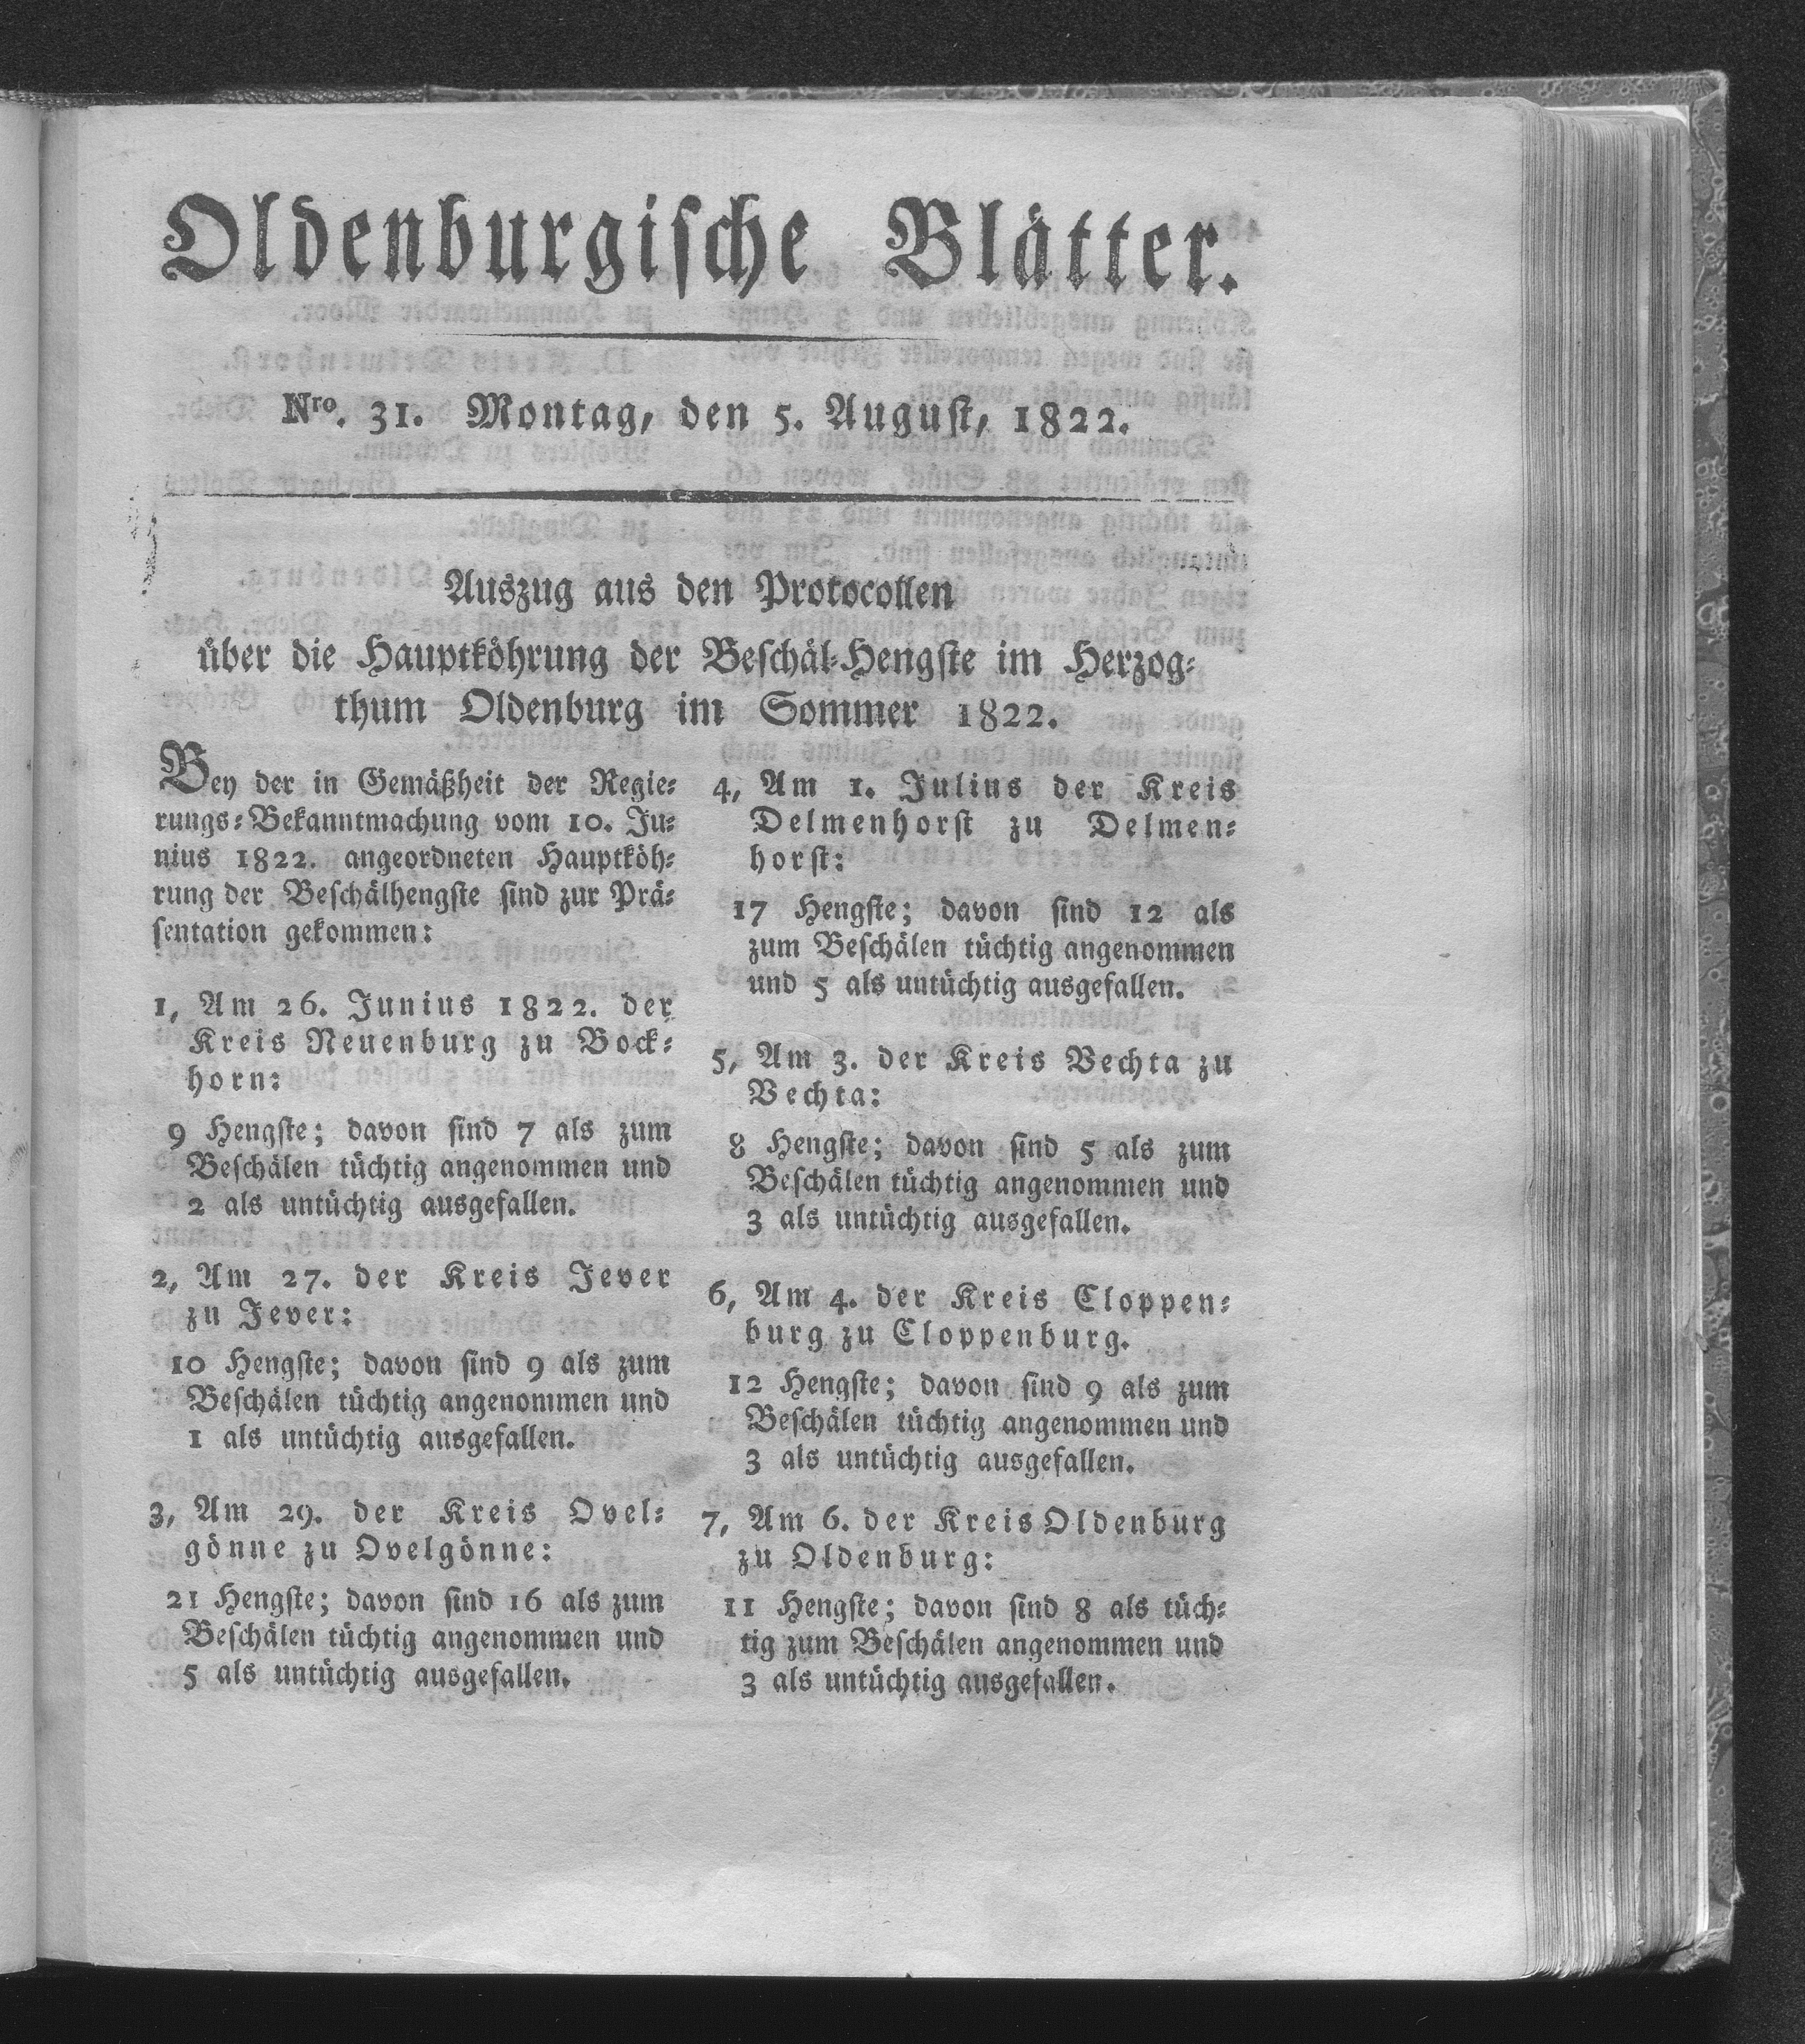 Oldenburgische Blätter.
Nro. 31. Montag, den 5. August, 1822.
Auszug aus den Protocollen
über die Hauptköhrung der Beschäl-Hengste im Herzog-
thum Oldenburg im Sommer 1822.
Bey der in Gemäßheit der Regie-
rungs-Bekanntmachung vom 10. Ju-
nius 1822. angeordneten Hauptköh-
rung der Beschälhengste sind zur Prä-
sentation gekommen:
1, Am 26. Junius 1822. der
Kreis Neuenburg zu Bock-
horn:
9 Hengste; davon sind 7 als zum
Beschälen tüchtig angenommen und
2 als untüchtig ausgefallen.
2, Am 27. der Kreis Jever
zu Jever:
10 Hengste; davon sind 9 als zum
Beschälen tüchtig angenommen und
1 als untüchtig ausgefallen.
3, Am 29. der Kreis Ovel-
gönne zu Ovelgönne:
21 Hengste; davon sind 16 als zum
Beschälen tüchtig angenommen und
5 als untüchtig ausgefallen.
4, Am 1. Julius der Kreis
Delmenhorst zu Delmen-
horst:
17 Hengste; davon sind 12 als
zum Beschälen tüchtig angenommen
und 5 als untüchtig ausgefallen.
5, Am 3. der Kreis Vechta zu
Vechta:
8 Hengste; davon sind 5 als zum
Beschälen tüchtig angenommen und
3 als untüchtig ausgefallen.
6, Am 4. der Kreis Cloppen-
burg zu Cloppenburg.
12 Hengste; davon sind 9 als zum
Beschälen tüchtig angenommen und
3 als untüchtig ausgefallen.
7, Am 6. der Kreis Oldenburg
zu Oldenburg:
11 Hengste; davon sind 8 als tüch-
tig zum Beschälen angenommen und
3 als untüchtig ausgefallen.